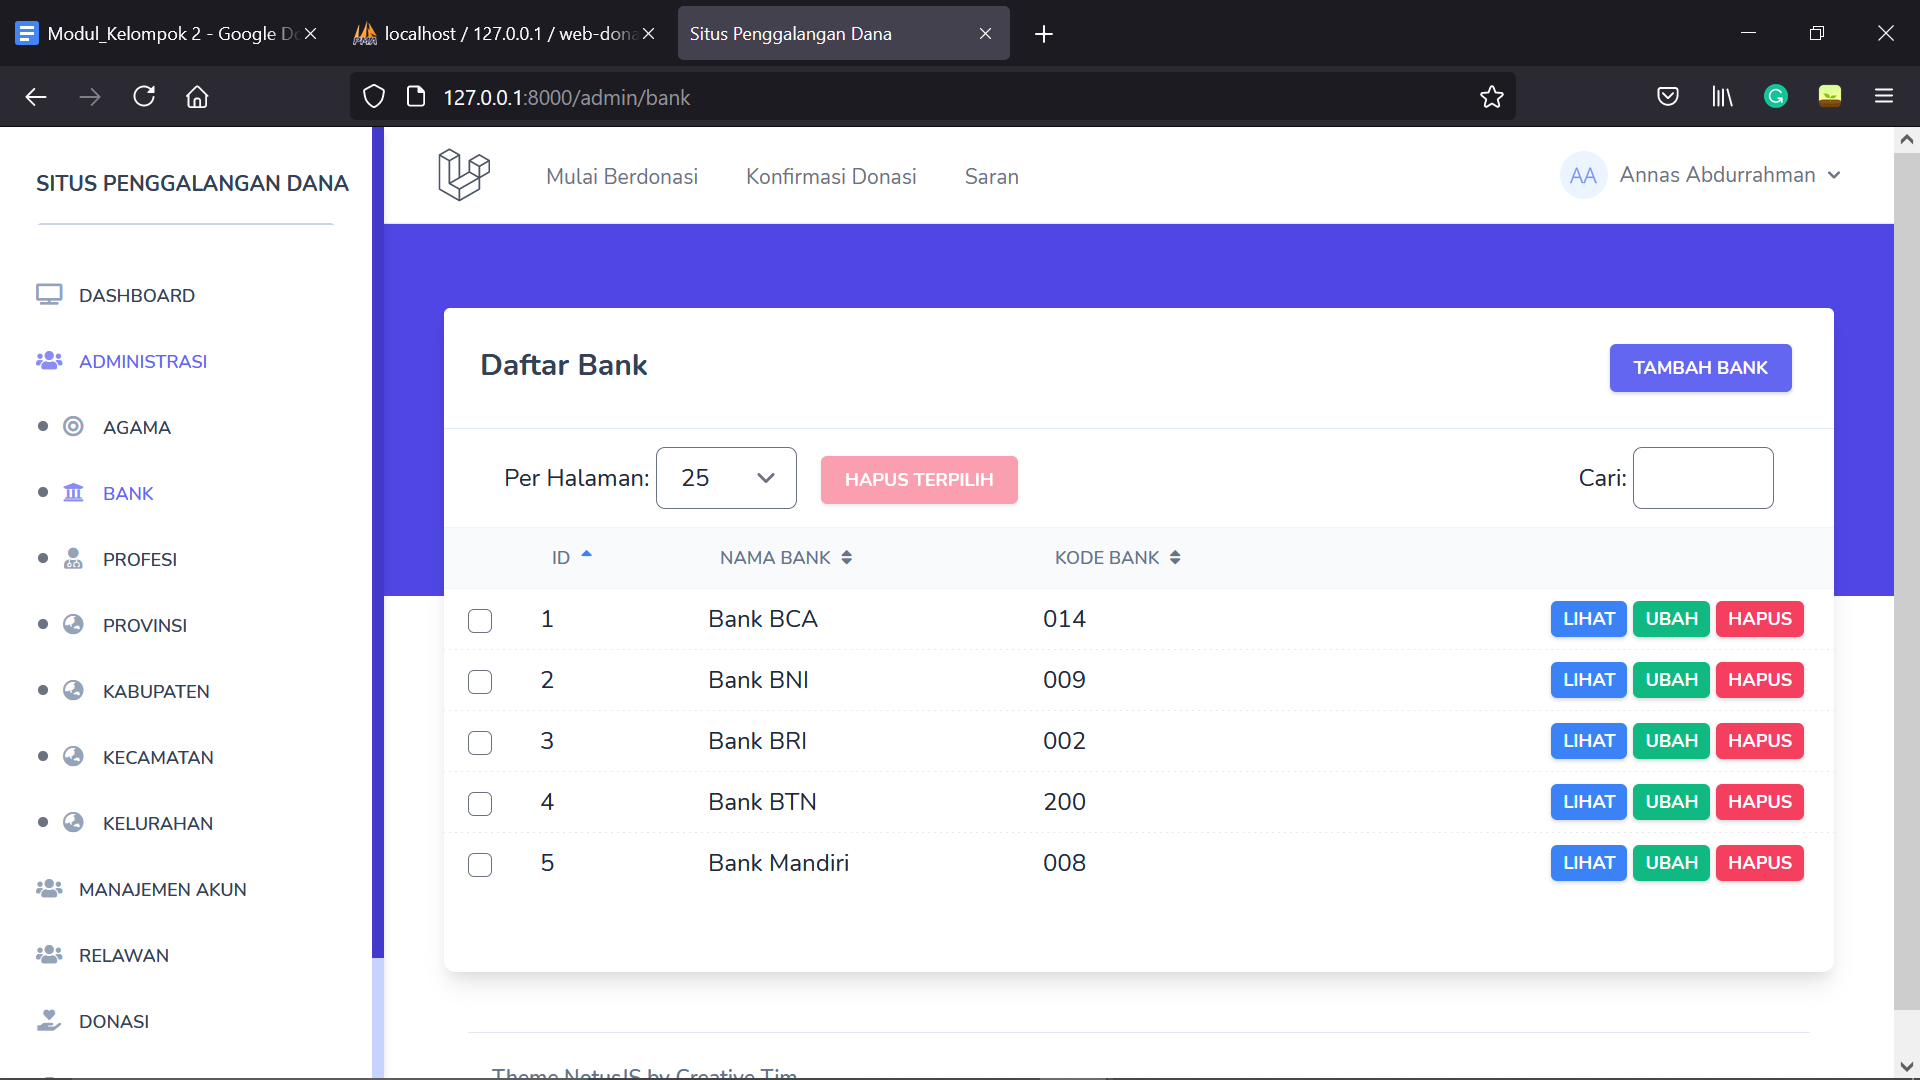 Modul_Kelompok 2 - Google Do
localhost / 127.0.0.1 / web-dona
Situs Penggalangan Dana
127.0.0.1:8000/admin/bank
SITUS PENGGALANGAN DANA
DASHBOARD
ADMINISTRASI
AGAMA
BANK
PROFESI
PROVINSI
KABUPATEN
KECAMATAN
KELURAHAN
MANAJEMEN AKUN
RELAWAN
DONASI
Mulai Berdonasi
Konfirmasi Donasi
Saran
AA
Annas Abdurrahman
Daftar Bank
TAMBAH BANK
Per Halaman: 25
HAPUS TERPILIH
Cari:
ID NAMA BANK KODE BANK
1 Bank BCA 014 LIHAT UBAH HAPUS
2 Bank BNI 009 LIHAT UBAH HAPUS
3 Bank BRI 002 LIHAT UBAH HAPUS
4 Bank BTN 200 LIHAT UBAH HAPUS
5 Bank Mandiri 008 LIHAT UBAH HAPUS
Theme NotusJS by Creative Tim